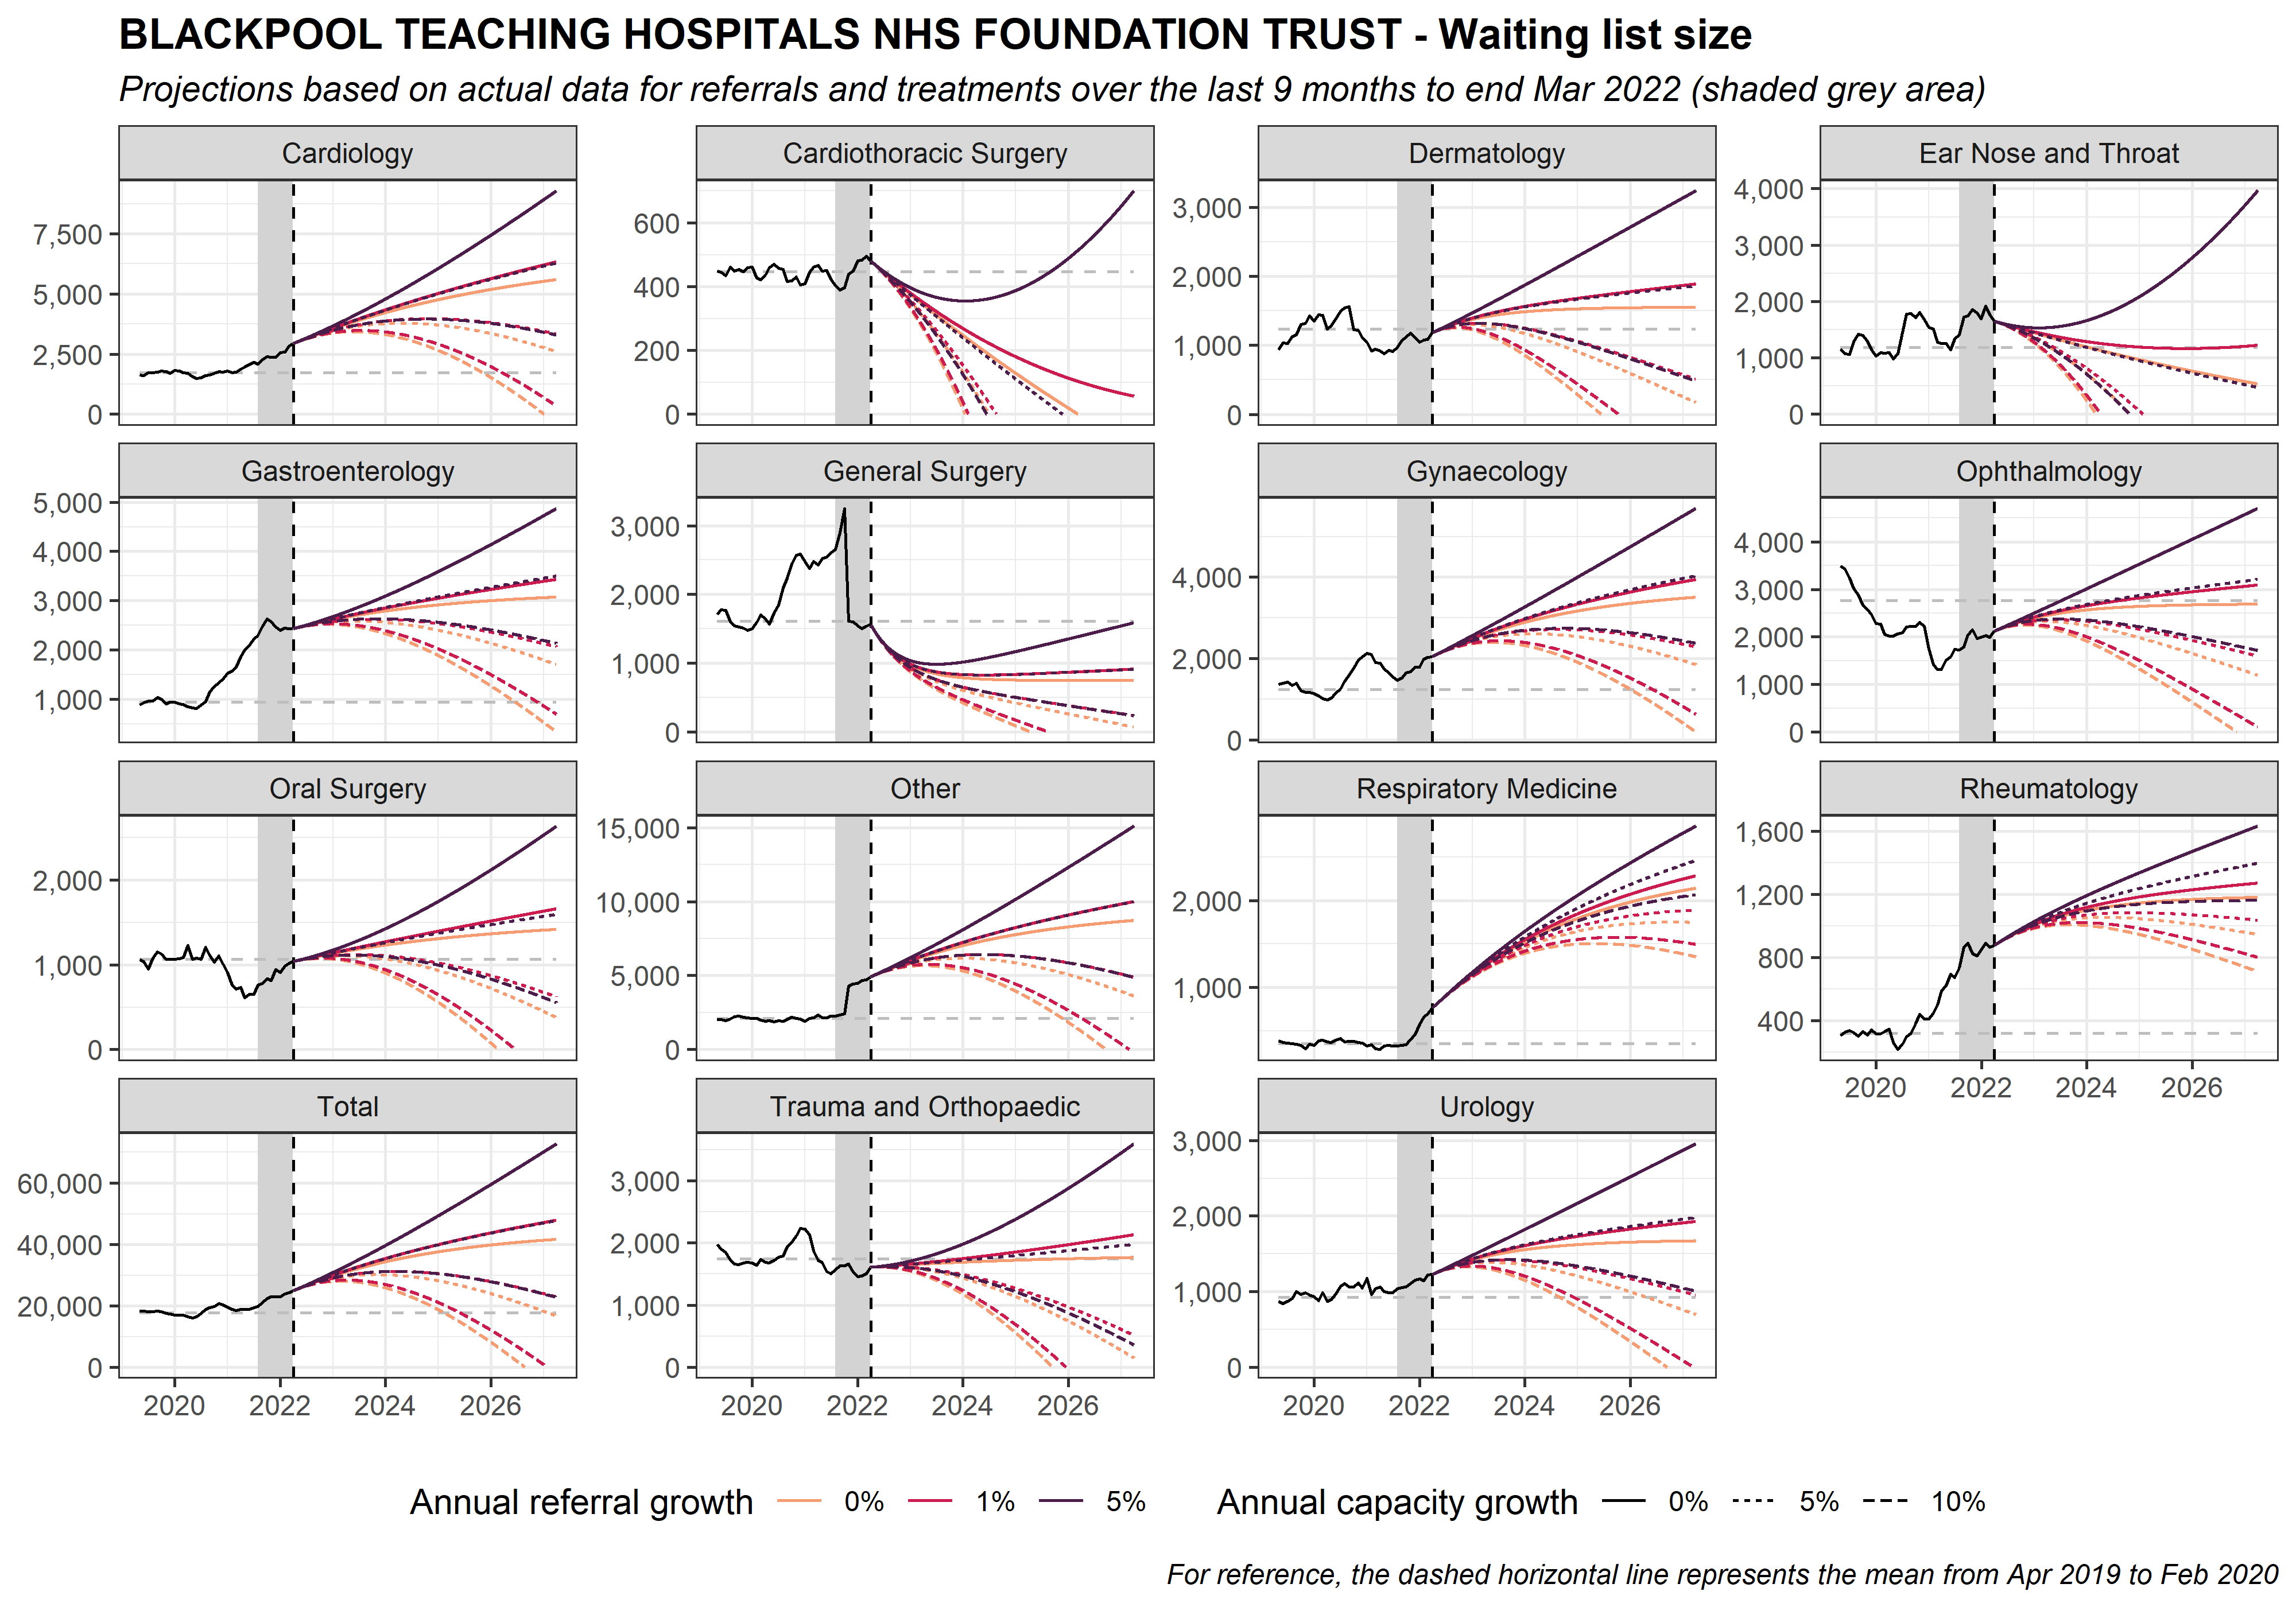 BLACKPOOL TEACHING HOSPITALS NHS FOUNDATION TRUST - Waiting list size
Projections based on actual data for referrals and treatments over the last 9 months to end Mar 2022 (shaded grey area)
Cardiology
7,500
5,000
2,500
0
Cardiothoracic Surgery
600
400
200
0
Dermatology
3,000
2,000
1,000
0
Ear Nose and Throat
4,000
3,000
2,000
1,000
0
Gastroenterology
5,000
4,000
3,000
2,000
1,000
General Surgery
3,000
2,000
1,000
0
Gynaecology
4,000
2,000
0
Ophthalmology
4,000
3,000
2,000
1,000
0
Oral Surgery
2,000
1,000
0
Other
15,000
10,000
5,000
0
Respiratory Medicine
2,000
1,000
Rheumatology
1,600
1,200
800
400
2020 2022 2024 2026
Total
60,000
40,000
20,000
0
2020 2022 2024 2026
Trauma and Orthopaedic
3,000
2,000
1,000
0
2020 2022 2024 2026
Urology
3,000
2,000
1,000
0
2020 2022 2024 2026
Annual referral growth 0% 1% 5% Annual capacity growth 0% 5% 10%
For reference, the dashed horizontal line represents the mean from Apr 2019 to Feb 2020